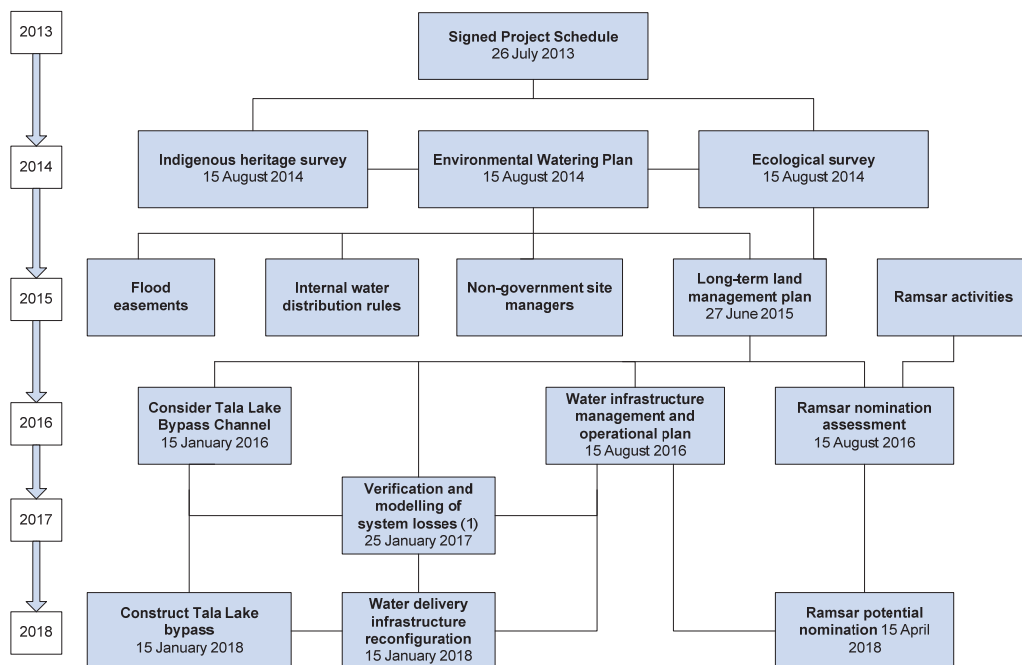 2013
Signed Project Schedule
26 July 2013
2014
Indigenous heritage survey
15 August 2014
Environmental Watering Plan
15 August 2014
Ecological survey
15 August 2014
2015
Flood
easements
Internal water
distribution rules
Non-government site
managers
Long-term land
management plan
27 June 2015
Ramsar activities
2016
Consider Tala Lake
Bypass Channel
15 January 2016
Water infrastructure
management and
operational plan
15 August 2016
Ramsar nomination
assessment
15 August 2016
2017
Verification and
modelling of
system losses (1)
25 January 2017
2018
Construct Tala Lake
bypass
15 January 2018
Water delivery
infrastructure
reconfiguration
15 January 2018
Ramsar potential
nomination 15 April
2018